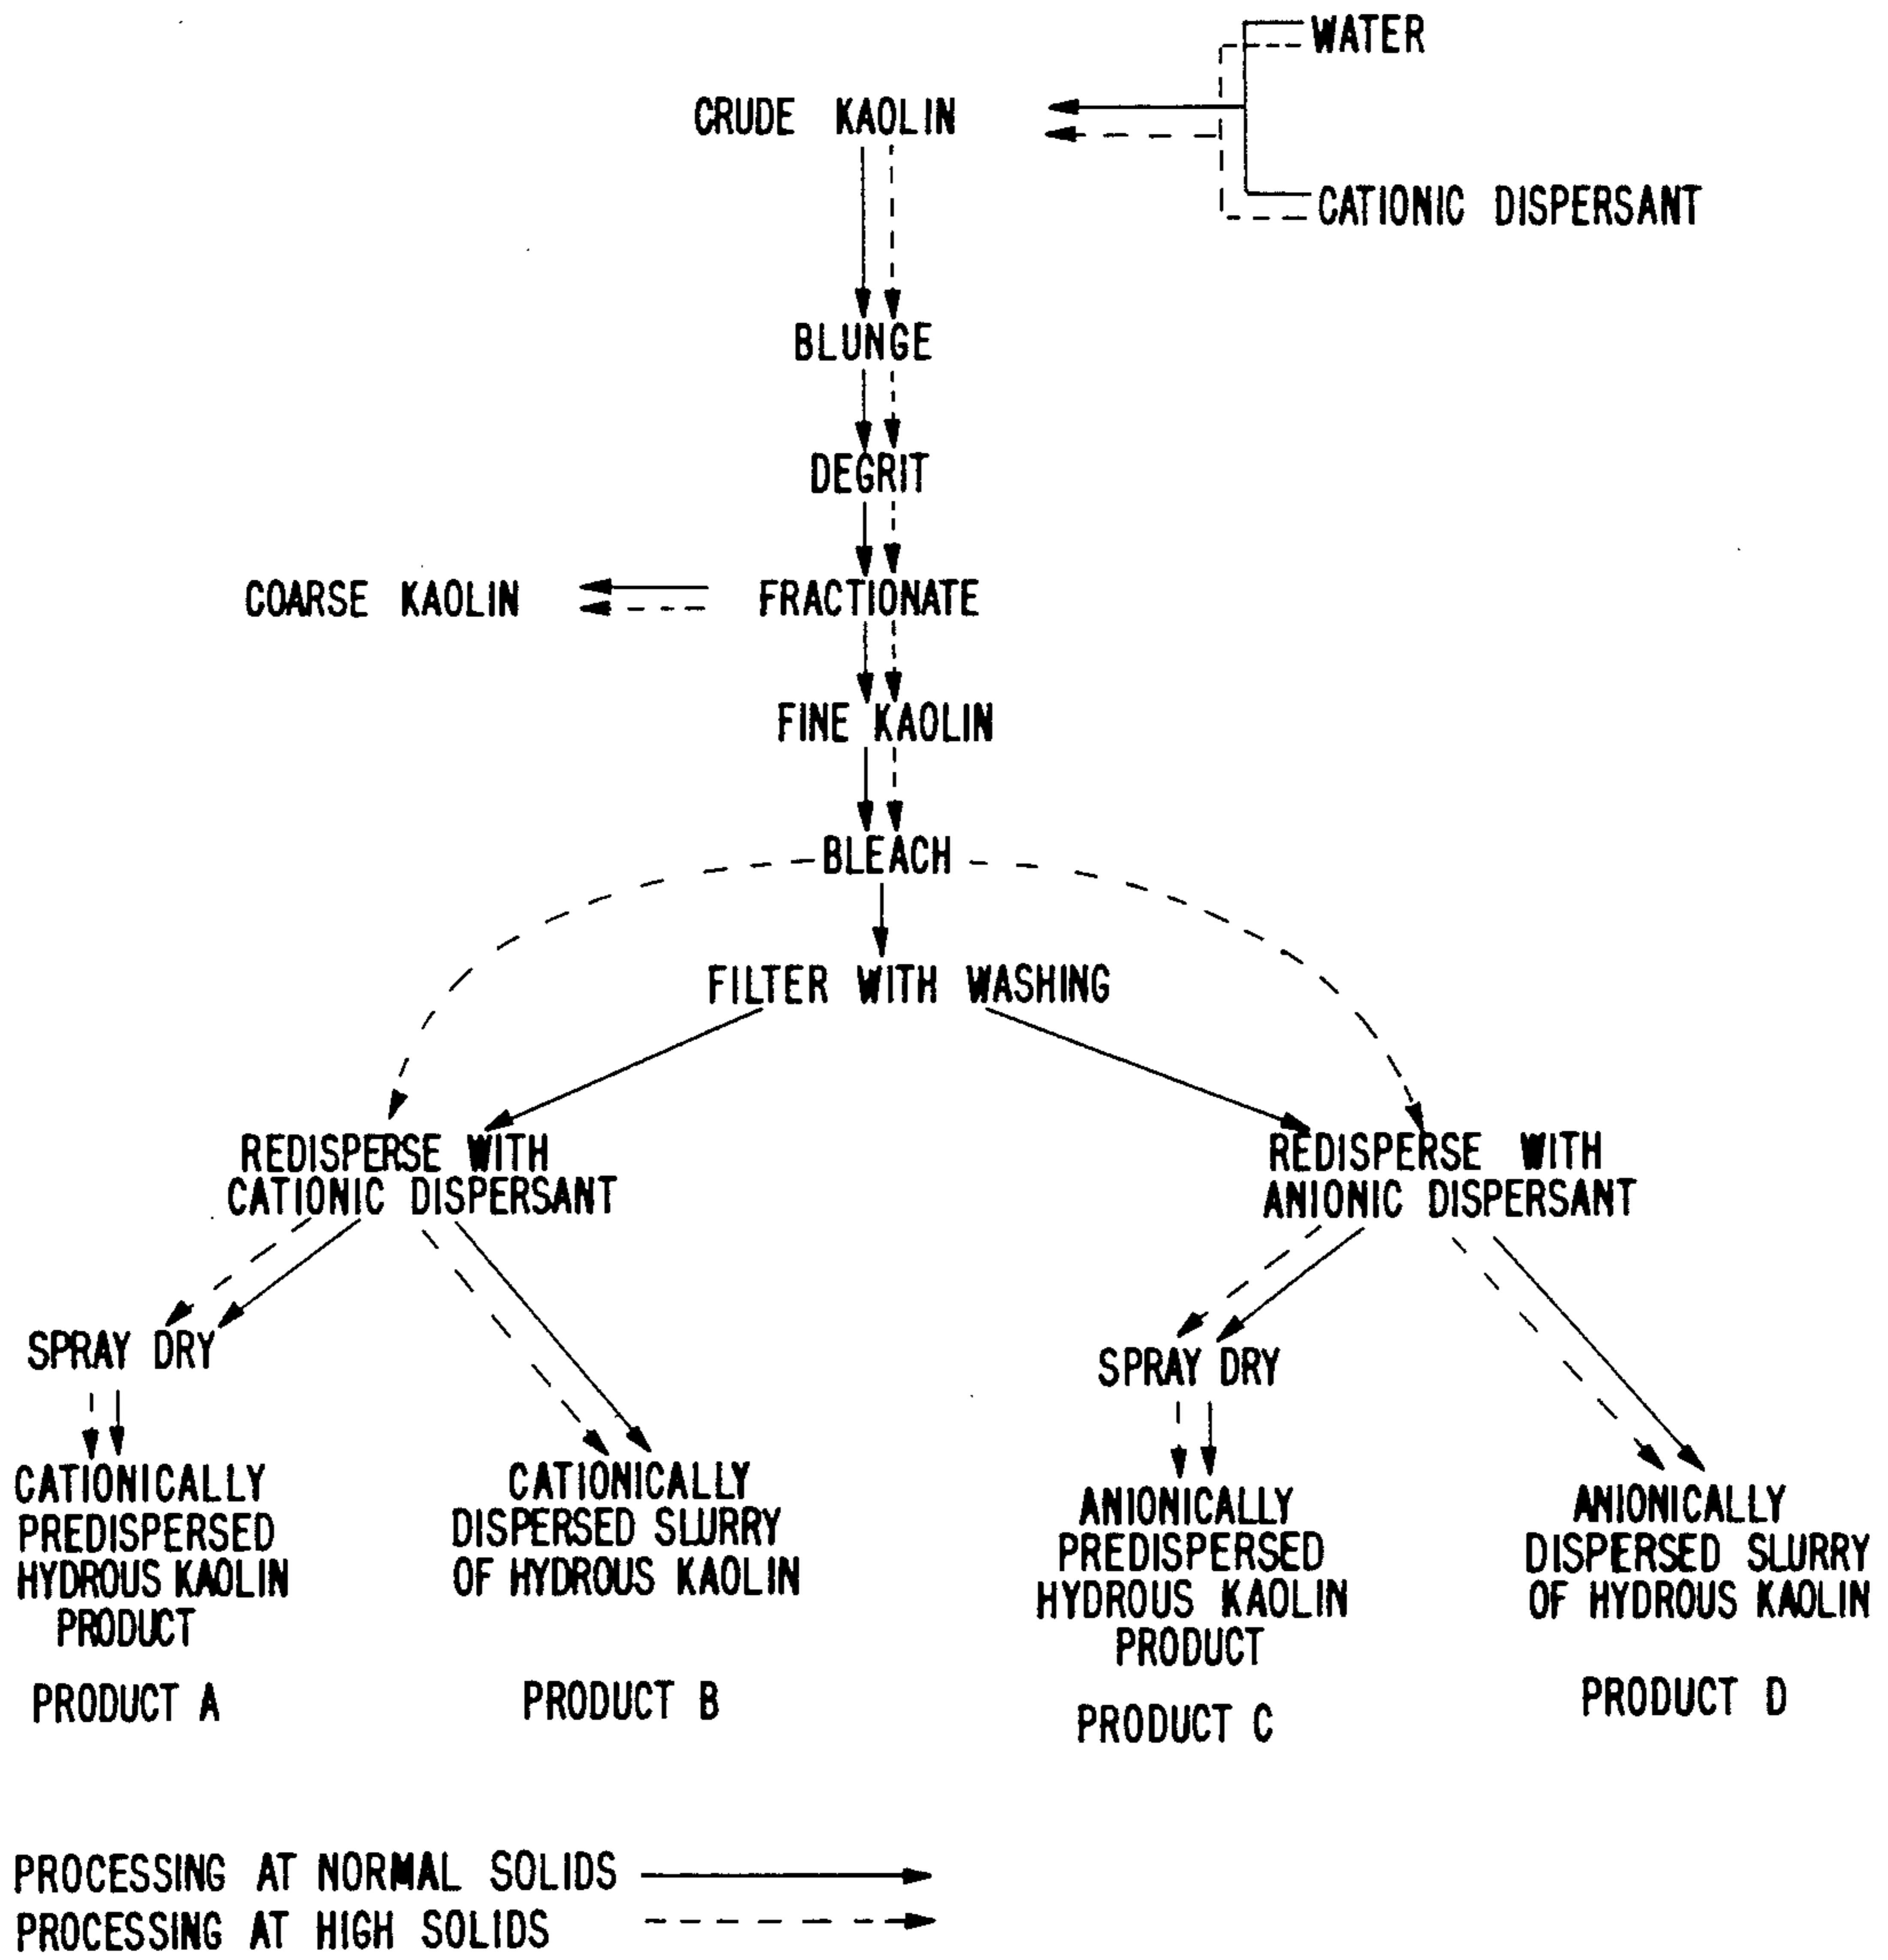 WATER
CRUDE KAOLIN
CATIONIC DISPERSANT
BLUNGE
DEGRIT
COARSE KAOLIN
FRACTIONATE
FINE KAOLIN
BLEACH
FILTER WITH WASHING
REDISPERSE WITH
CATIONIC DISPERSANT
REDISPERSE WITH
ANIONIC DISPERSANT
SPRAY DRY
SPRAY DRY
CATIONICALLY
PREDISPERSED
HYDROUS KAOLIN
PRODUCT
PRODUCT A
CATIONICALLY
DISPERSED SLURRY
OF HYDROUS KAOLIN
PRODUCT B
ANIONICALLY
PREDISPERSED
HYDROUS KAOLIN
PRODUCT
PRODUCT C
ANIONICALLY
DISPERSED SLURRY
OF HYDROUS KAOLIN
PRODUCT D
PROCESSING AT NORMAL SOLIDS
PROCESSING AT HIGH SOLIDS